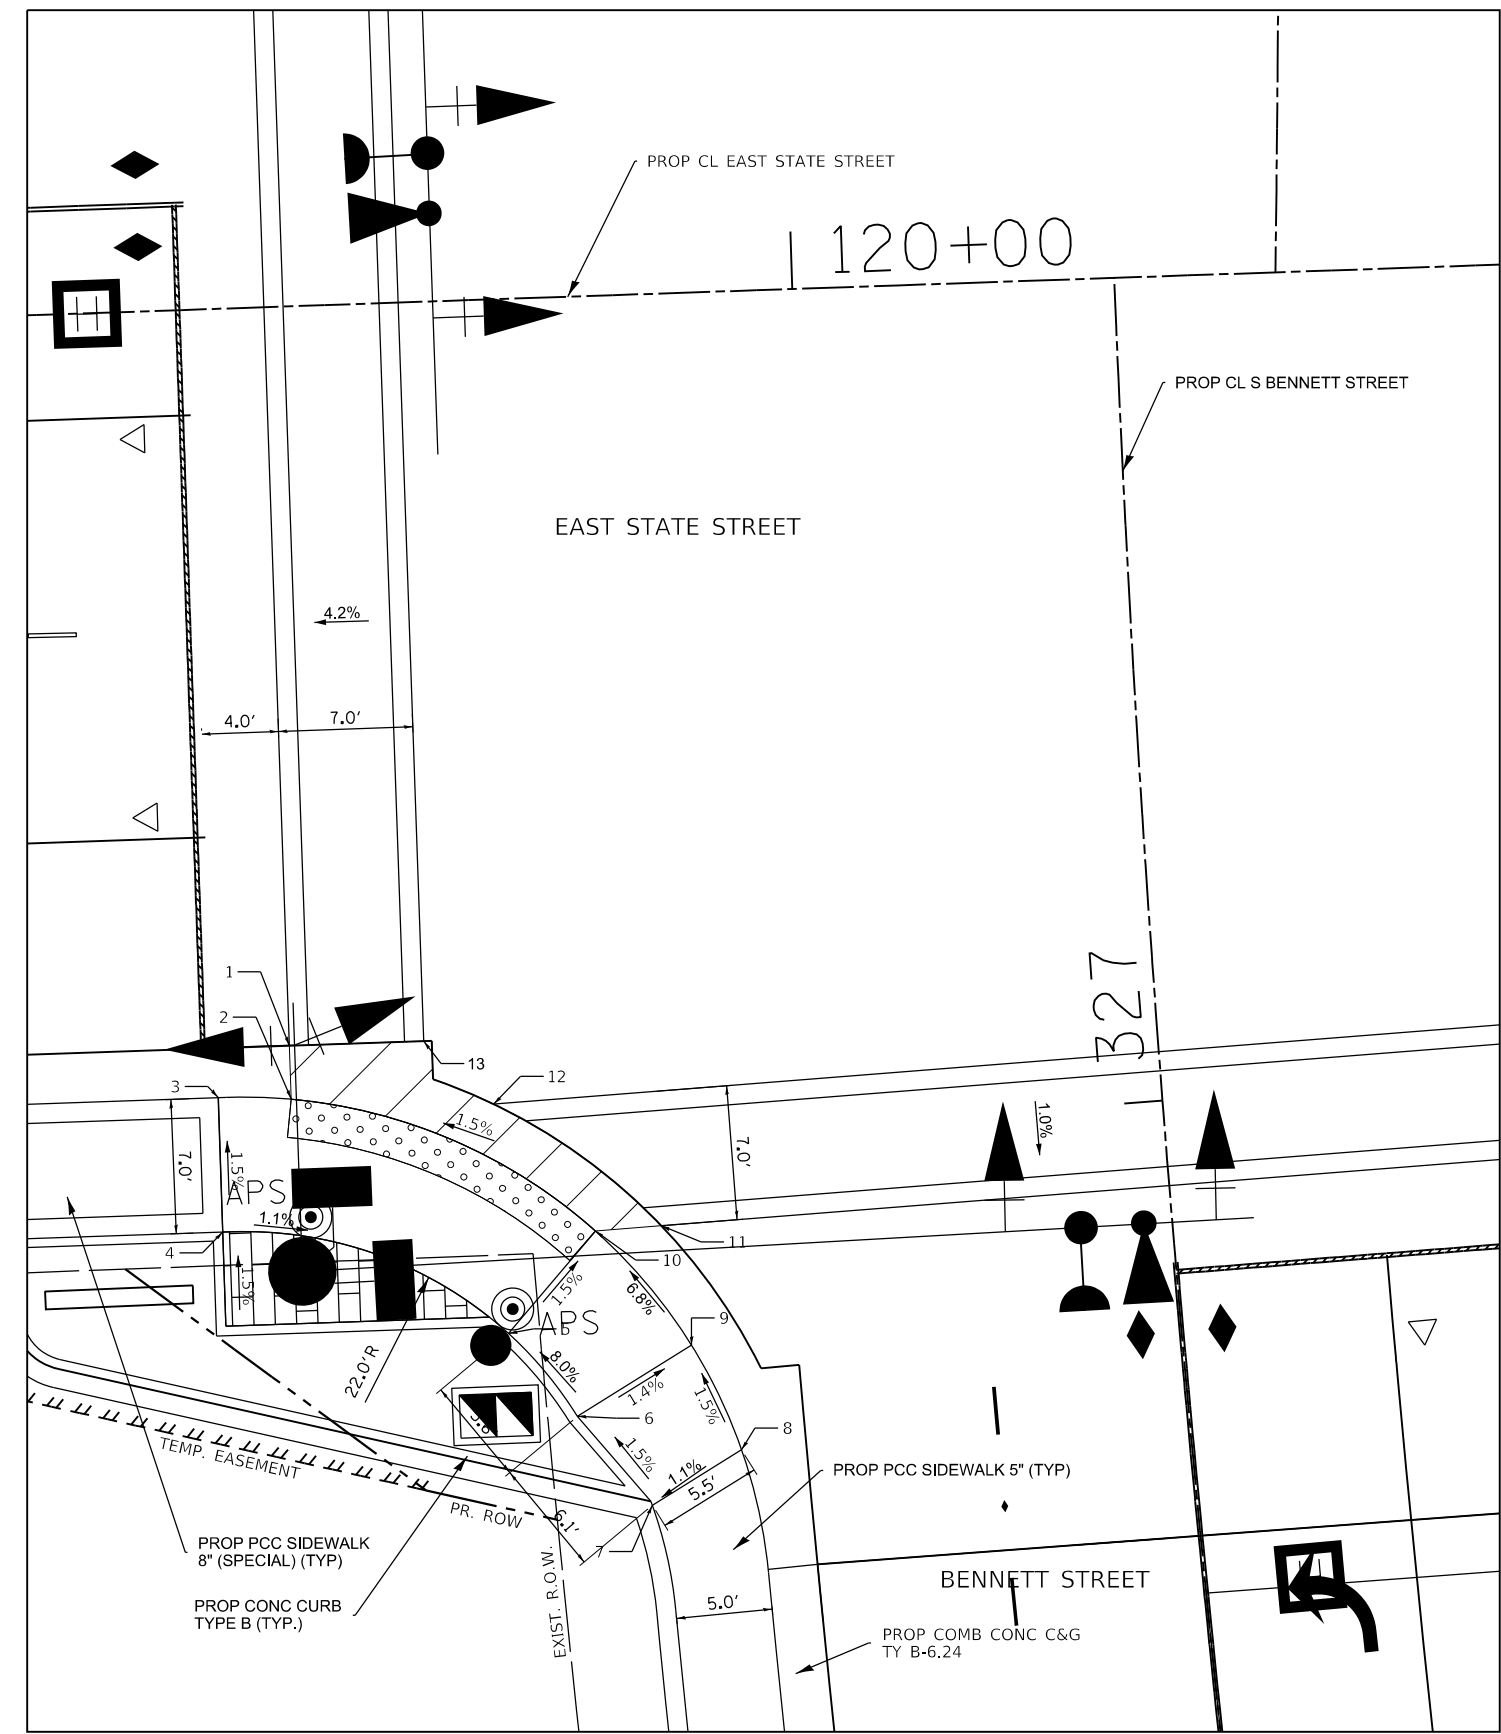 PROP CL EAST STATE STREET
120+00
PROP CL S BENNETT STREET
EAST STATE STREET
4.2%
4.0'
7.0'
327
1
2
13
12
3
1.5%
1.0%
7.0'
7.0'
1.5%
APS
1.1%
4
11
10
1.5%
1.5%
6.8%
APS
5
9
8.0%
22.0'R
1.4%
1.5%
6
8
1.5%
1.1%
5.5'
PROP PCC SIDEWALK 5" (TYP)
TEMP. EASEMENT
PR. ROW
6.1'
7
PROP PCC SIDEWALK
8" (SPECIAL) (TYP)
EXIST. R.O.W.
BENNETT STREET
PROP CONC CURB
TYPE B (TYP.)
5.0'
PROP COMB CONC C&G
TY B-6.24